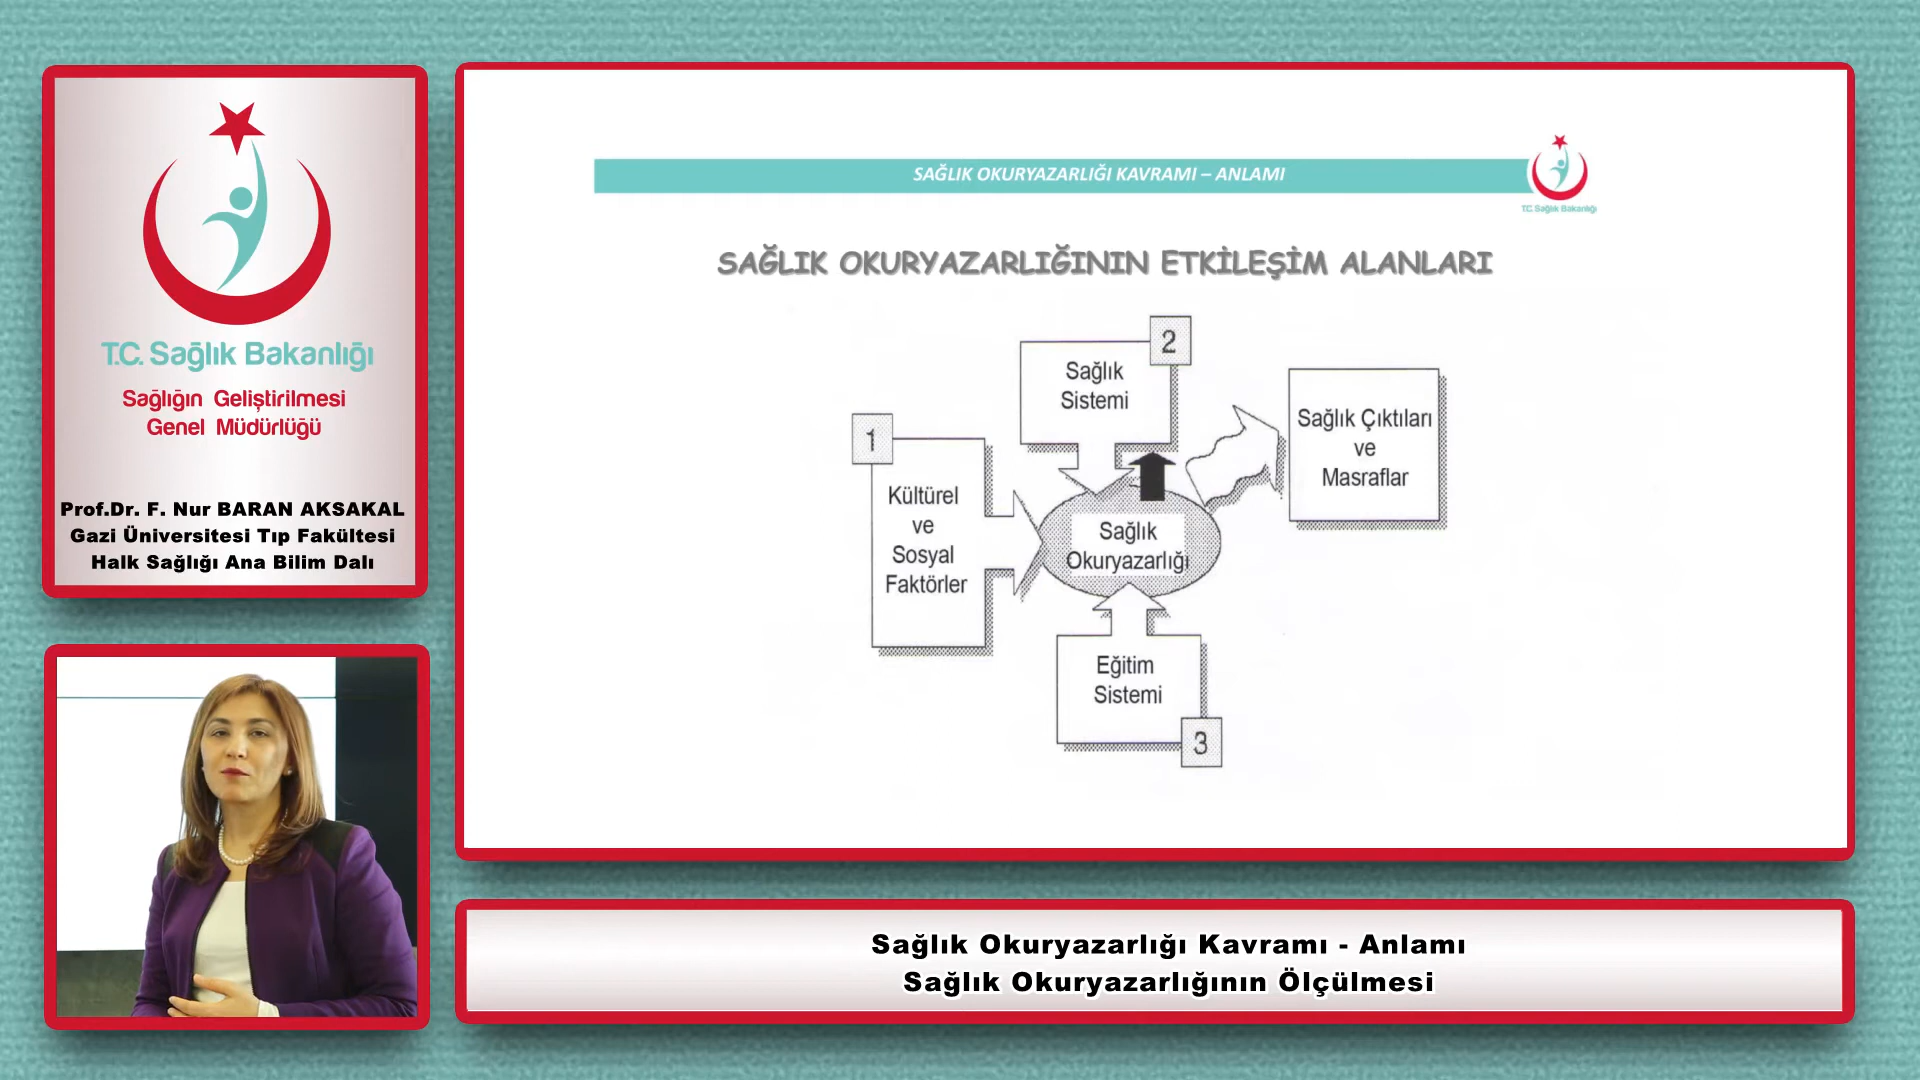 T.C. Sağlık Bakanlığı
Sağlığın Geliştirilmesi
Genel Müdürlüğü
Prof.Dr. F. Nur BARAN AKSAKAL
Gazi Üniversitesi Tıp Fakültesi
Halk Sağlığı Ana Bilim Dalı
SAĞLIK OKURYAZARLIĞI KAVRAMI – ANLAMI
T.C. Sağlık Bakanlığı
SAĞLIK OKURYAZARLIĞININ ETKİLEŞİM ALANLARI
1
Kültürel
ve
Sosyal
Faktörler
2
Sağlık
Sistemi
Sağlık Çıktıları
ve
Masraflar
Sağlık
Okuryazarlığı
Eğitim
Sistemi
3
Sağlık Okuryazarlığı Kavramı - Anlamı
Sağlık Okuryazarlığının Ölçülmesi